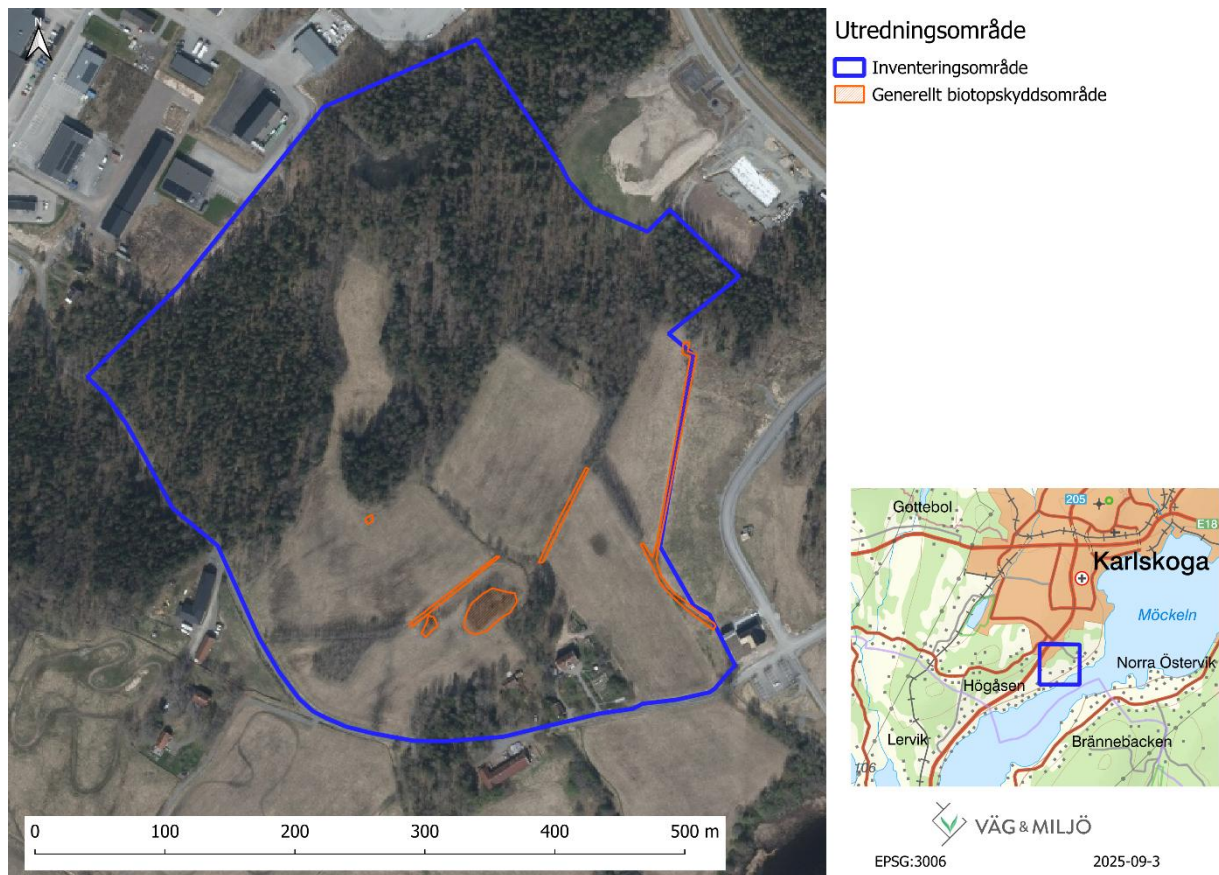 N
Utredningsområde
Inventeringsområde
Generellt biotopskyddsområde
0 100 200 300 400 500 m
205
Gottebol
E18
Karlskoga
Möckeln
Norra Östervik
Högåsen
Lervik
Brännebacken
106
VÄG & MILJÖ
EPSG:3006 2025-09-3